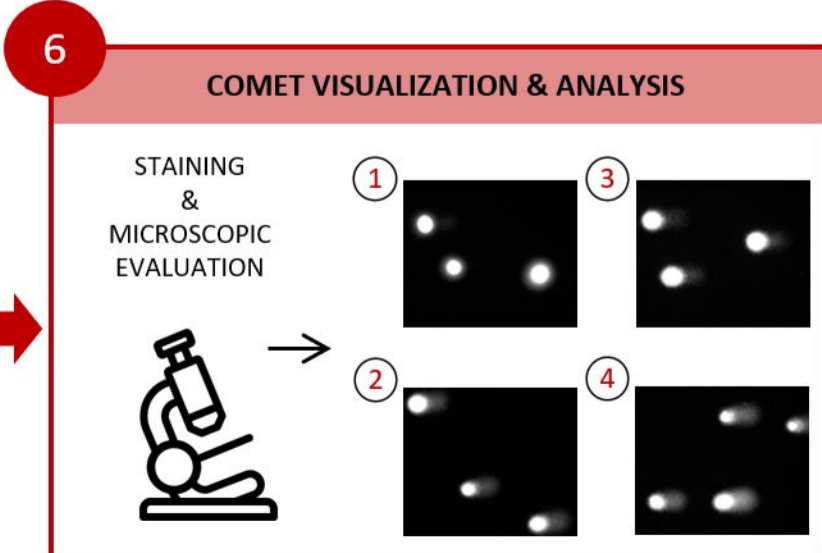 6
COMET VISUALIZATION & ANALYSIS
STAINING
&
MICROSCOPIC
EVALUATION
1
3
2
4